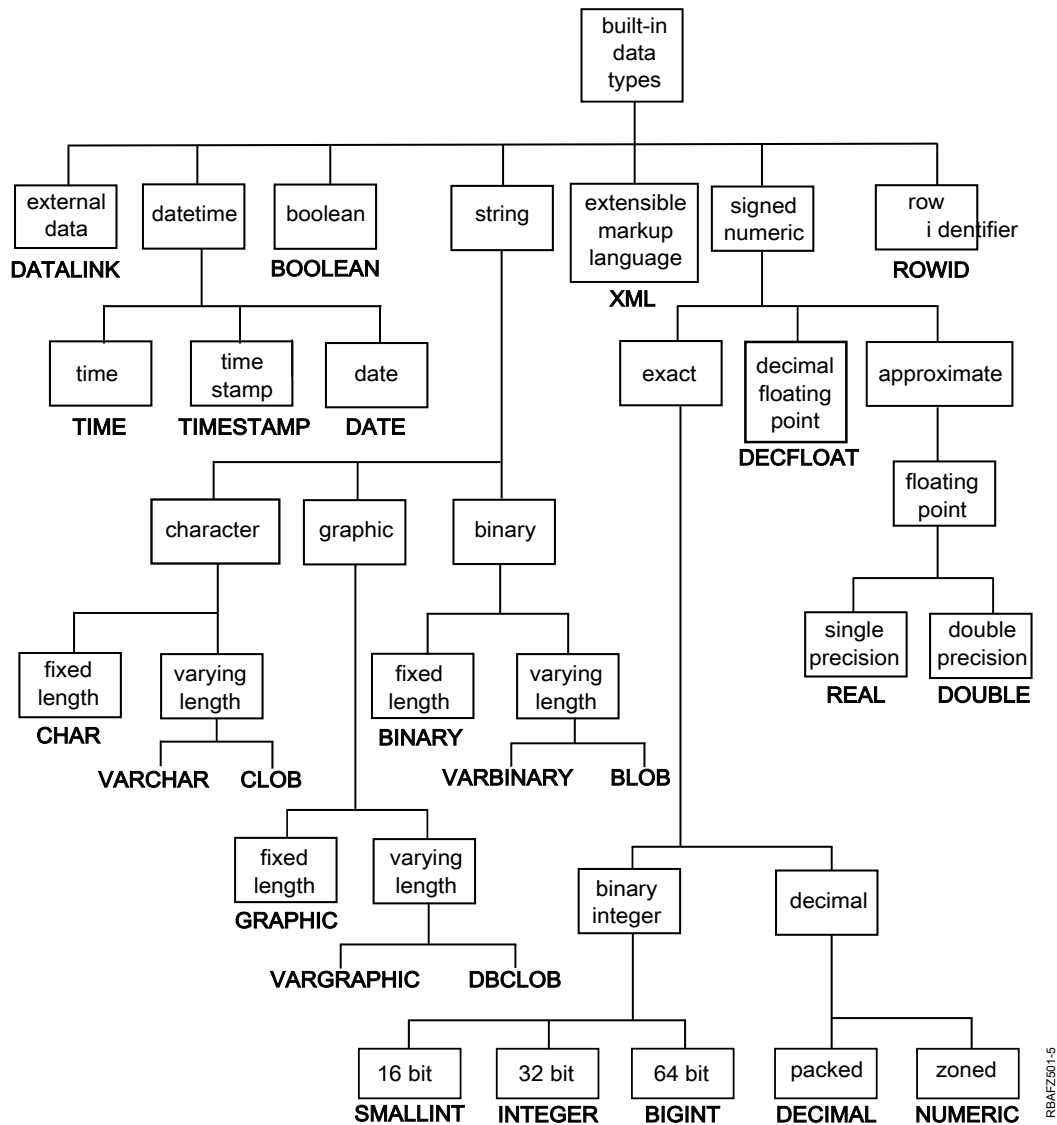 built-in
data
types
external
data
DATALINK
datetime
boolean
BOOLEAN
string
extensible
markup
language
XML
signed
numeric
row
i dentifier
ROWID
time
TIME
time
stamp
TIMESTAMP
date
DATE
exact
decimal
floating
point
DECFLOAT
approximate
floating
point
single
precision
REAL
double
precision
DOUBLE
character
graphic
binary
fixed
length
CHAR
varying
length
VARCHAR
CLOB
fixed
length
BINARY
varying
length
VARBINARY
BLOB
fixed
length
GRAPHIC
varying
length
VARGRAPHIC
DBCLOB
binary
integer
decimal
16 bit
SMALLINT
32 bit
INTEGER
64 bit
BIGINT
packed
DECIMAL
zoned
NUMERIC
RBAFZ501-5